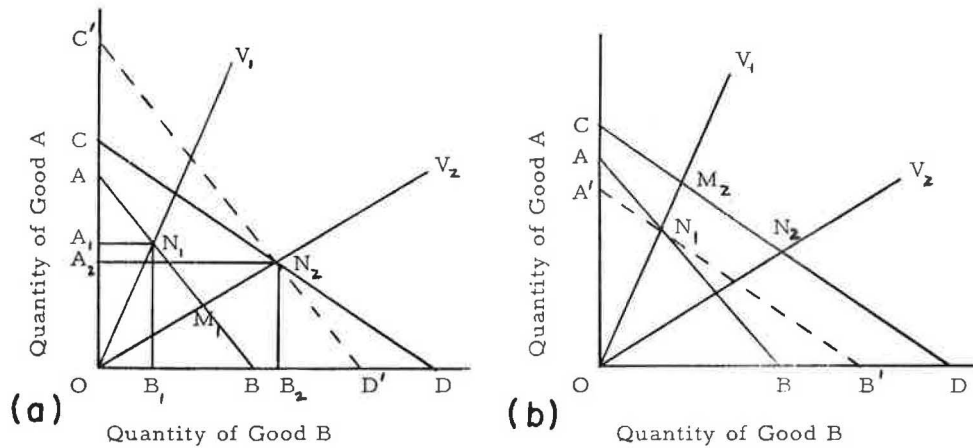 C'
V₁
C
V₂
A
A₁
N₁
A₂
N₂
M₁
O
B₁
B
B₂
D'
D
Quantity of Good A
Quantity of Good B
(a)
V₁
C
V₂
A
M₂
A'
N₁
N₂
O
B
B'
D
Quantity of Good A
Quantity of Good B
(b)